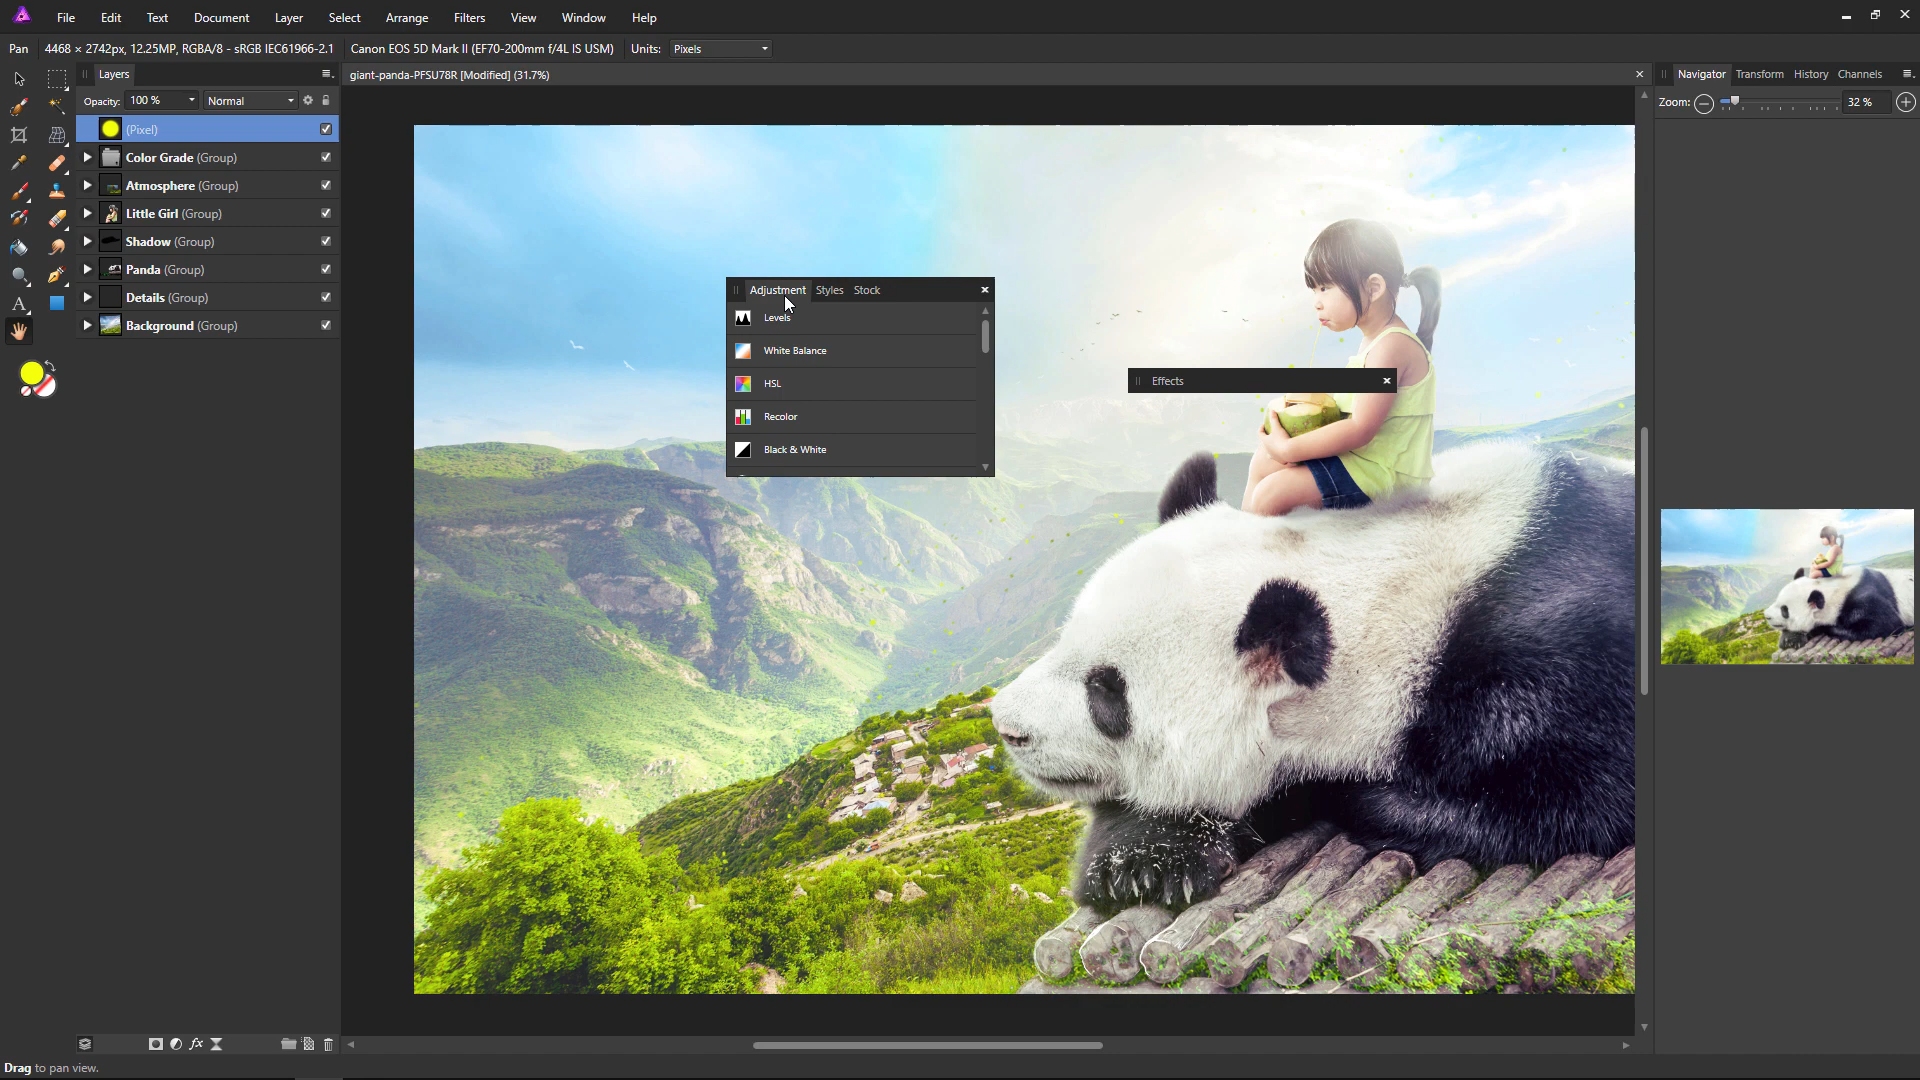 File Edit Text Document Layer Select Arrange Filters View Window Help
Pan 4468 × 2742px, 12.25MP, RGBA/8 - sRGB IEC61966-2.1 Canon EOS 5D Mark II (EF70-200mm f/4L IS USM) Units: Pixels
Layers
giant-panda-PFSU78R [Modified] (31.7%)
Navigator Transform History Channels
Opacity: 100 % Normal
Zoom: 32 %
(Pixel)
Color Grade (Group)
Atmosphere (Group)
Little Girl (Group)
Shadow (Group)
Panda (Group)
Details (Group)
Background (Group)
Adjustment Styles Stock
Levels
White Balance
HSL
Recolor
Black & White
Effects
A
fx
Drag to pan view.